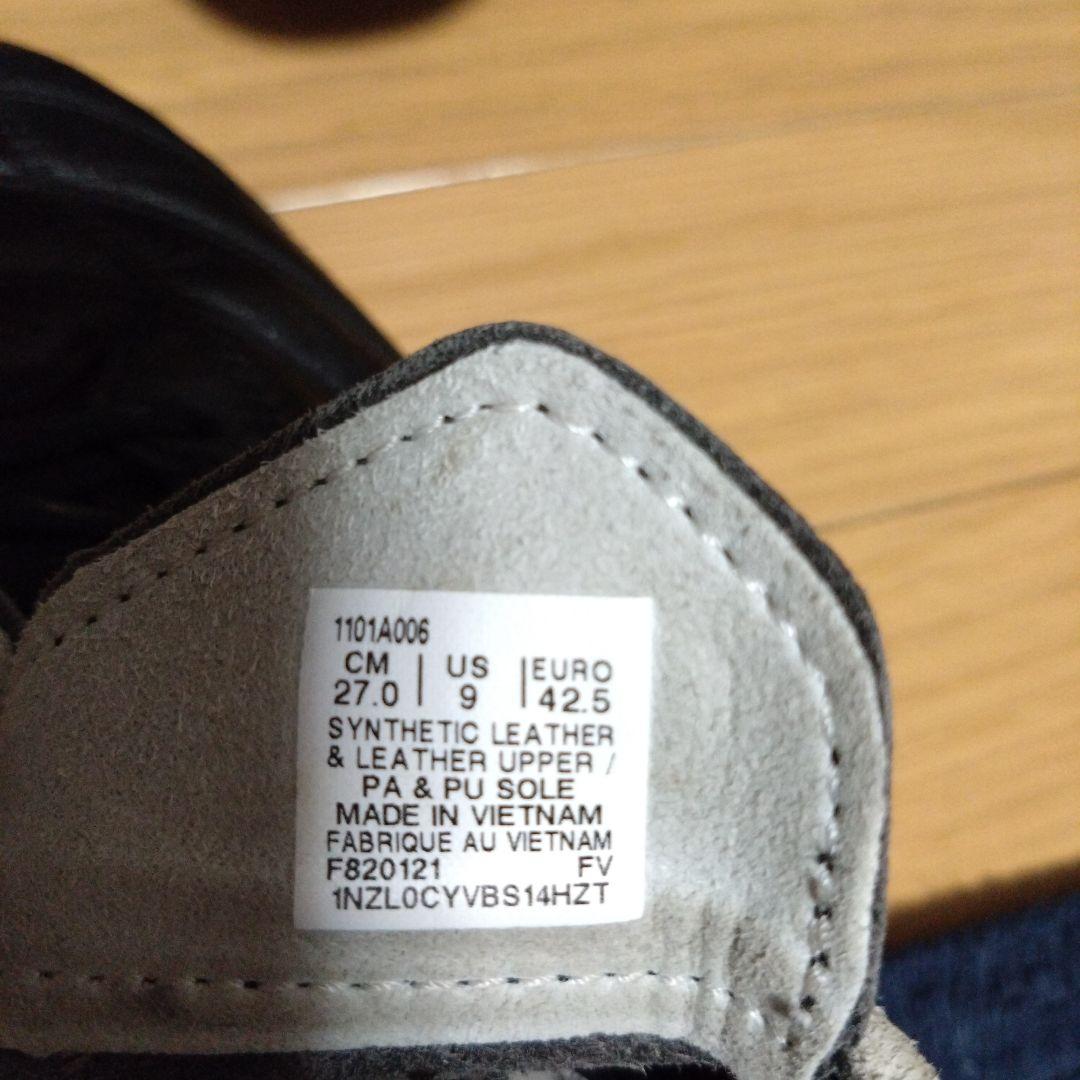 1101A006
CM | US | EURO
27.0 | 9 | 42.5
SYNTHETIC LEATHER
& LEATHER UPPER /
PA & PU SOLE
MADE IN VIETNAM
FABRIQUE AU VIETNAM
F820121 FV
1NZL0CYVBS14HZT